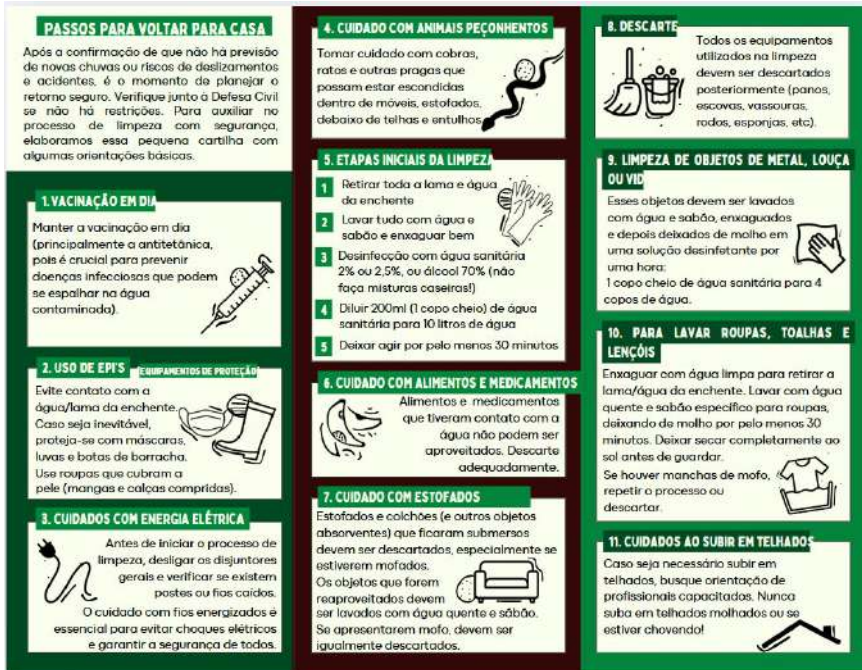 PASSOS PARA VOLTAR PARA CASA
Após a confirmação de que não há previsão
de novas chuvas ou riscos de deslizamentos
e acidentes, é o momento de planejar o
retorno seguro. Verifique junto à Defesa Civil
se não há restrições. Para auxiliar no
processo de limpeza com segurança,
elaboramos essa pequena cartilha com
algumas orientações básicas.
1. VACINAÇÃO EM DIA
Manter a vacinação em dia
(principalmente a antitetânica,
pois é crucial para prevenir
doenças infecciosas que podem
se espalhar na água
contaminada).
2. USO DE EPI'S (EQUIPAMENTOS DE PROTEÇÃO)
Evite contato com a
água/lama da enchente.
Caso seja inevitável,
proteja-se com máscaras,
luvas e botas de borracha.
Use roupas que cubram a
pele (mangas e calças compridas).
3. CUIDADOS COM ENERGIA ELÉTRICA
Antes de iniciar o processo de
limpeza, desligar os disjuntores
gerais e verificar se existem
postes ou fios caídos.
O cuidado com fios energizados é
essencial para evitar choques elétricos
e garantir a segurança de todos.
4. CUIDADO COM ANIMAIS PEÇONHENTOS
Tomar cuidado com cobras,
ratos e outras pragas que
possam estar escondidas
dentro de móveis, estofados,
debaixo de telhas e entulhos.
5. ETAPAS INICIAIS DA LIMPEZA
1 Retirar toda a lama e água
da enchente
2 Lavar tudo com água e
sabão e enxaguar bem
3 Desinfecção com água sanitária
2% ou 2,5%, ou álcool 70% (não
faça misturas caseiras!)
4 Diluir 200ml (1 copo cheio) de água
sanitária para 10 litros de água
5 Deixar agir por pelo menos 30 minutos
6. CUIDADO COM ALIMENTOS E MEDICAMENTOS
Alimentos e medicamentos
que tiveram contato com a
água não podem ser
aproveitados. Descarte
adequadamente.
7. CUIDADO COM ESTOFADOS
Estofados e colchões (e outros objetos
absorventes) que ficaram submersos
devem ser descartados, especialmente se
estiverem mofados.
Os objetos que forem
reaproveitados devem
ser lavados com água quente e sabão.
Se apresentarem mofo, devem ser
igualmente descartados.
8. DESCARTE
Todos os equipamentos
utilizados na limpeza
devem ser descartados
posteriormente (panos,
escovas, vassouras,
rodos, esponjas, etc).
9. LIMPEZA DE OBJETOS DE METAL, LOUÇA
OU VID
Esses objetos devem ser lavados
com água e sabão, enxaguados
e depois deixados de molho em
uma solução desinfetante por
uma hora:
1 copo cheio de água sanitária para 4
copos de água.
10. PARA LAVAR ROUPAS, TOALHAS E
LENÇÓIS
Enxaguar com água limpa para retirar a
lama/água da enchente. Lavar com água
quente e sabão específico para roupas,
deixando de molho por pelo menos 30
minutos. Deixar secar completamente ao
sol antes de guardar.
Se houver manchas de mofo,
repetir o processo ou
descartar.
11. CUIDADOS AO SUBIR EM TELHADOS
Caso seja necessário subir em
telhados, busque orientação de
profissionais capacitados. Nunca
suba em telhados molhados ou se
estiver chovendo!